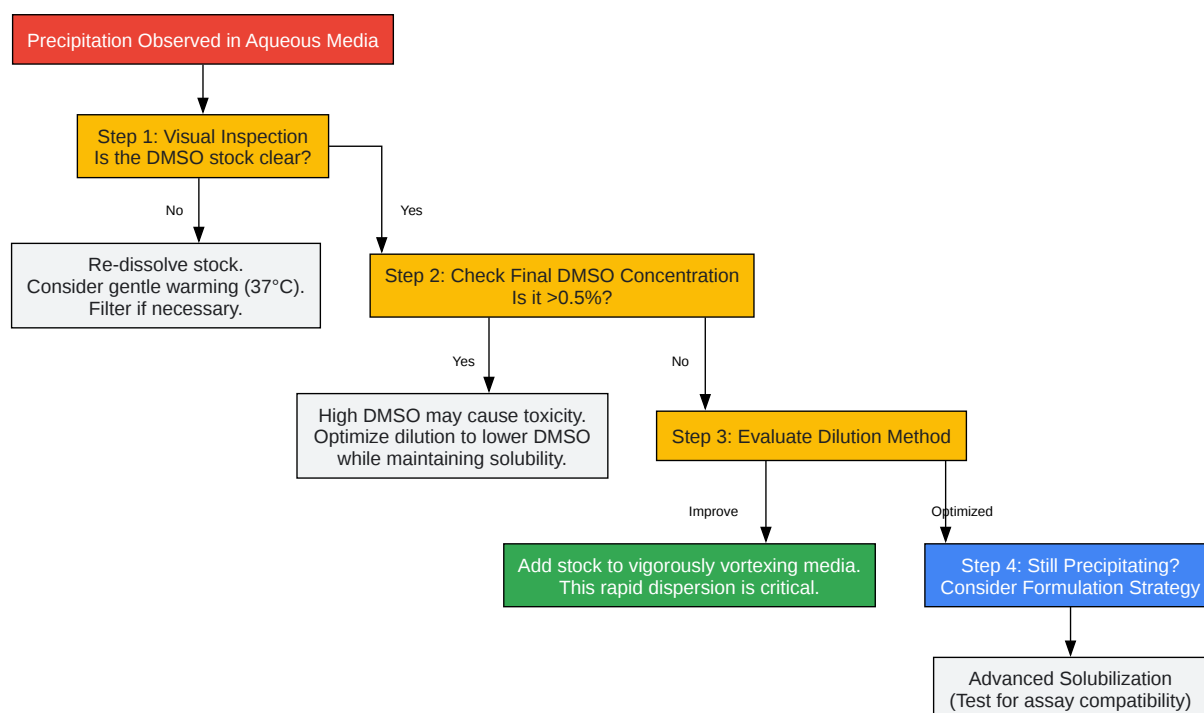 Precipitation Observed in Aqueous Media
Step 1: Visual Inspection
Is the DMSO stock clear?
No
Yes
Re-dissolve stock.
Consider gentle warming (37°C).
Filter if necessary.
Step 2: Check Final DMSO Concentration
Is it >0.5%?
Yes
No
High DMSO may cause toxicity.
Optimize dilution to lower DMSO
while maintaining solubility.
Step 3: Evaluate Dilution Method
Improve
Optimized
Add stock to vigorously vortexing media.
This rapid dispersion is critical.
Step 4: Still Precipitating?
Consider Formulation Strategy
Advanced Solubilization
(Test for assay compatibility)